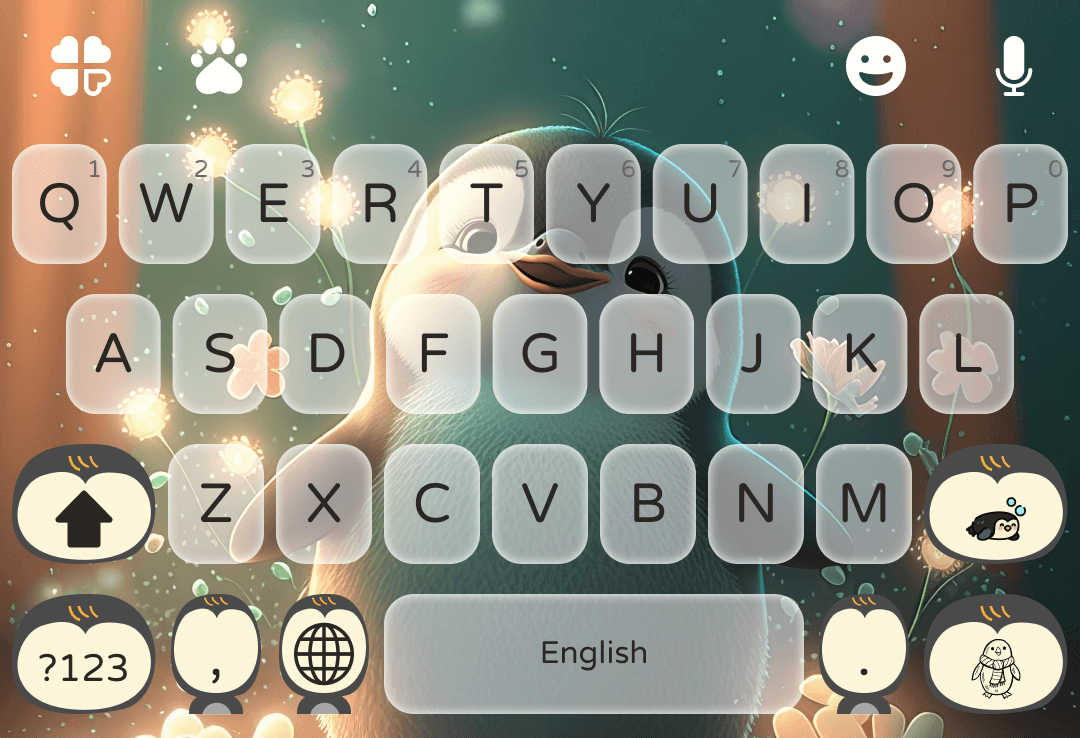 1 2 3 4 5 6 7 8 9 0
Q W E R T Y U I O P
A S D F G H J K L
Z X C V B N M
?123 , English .